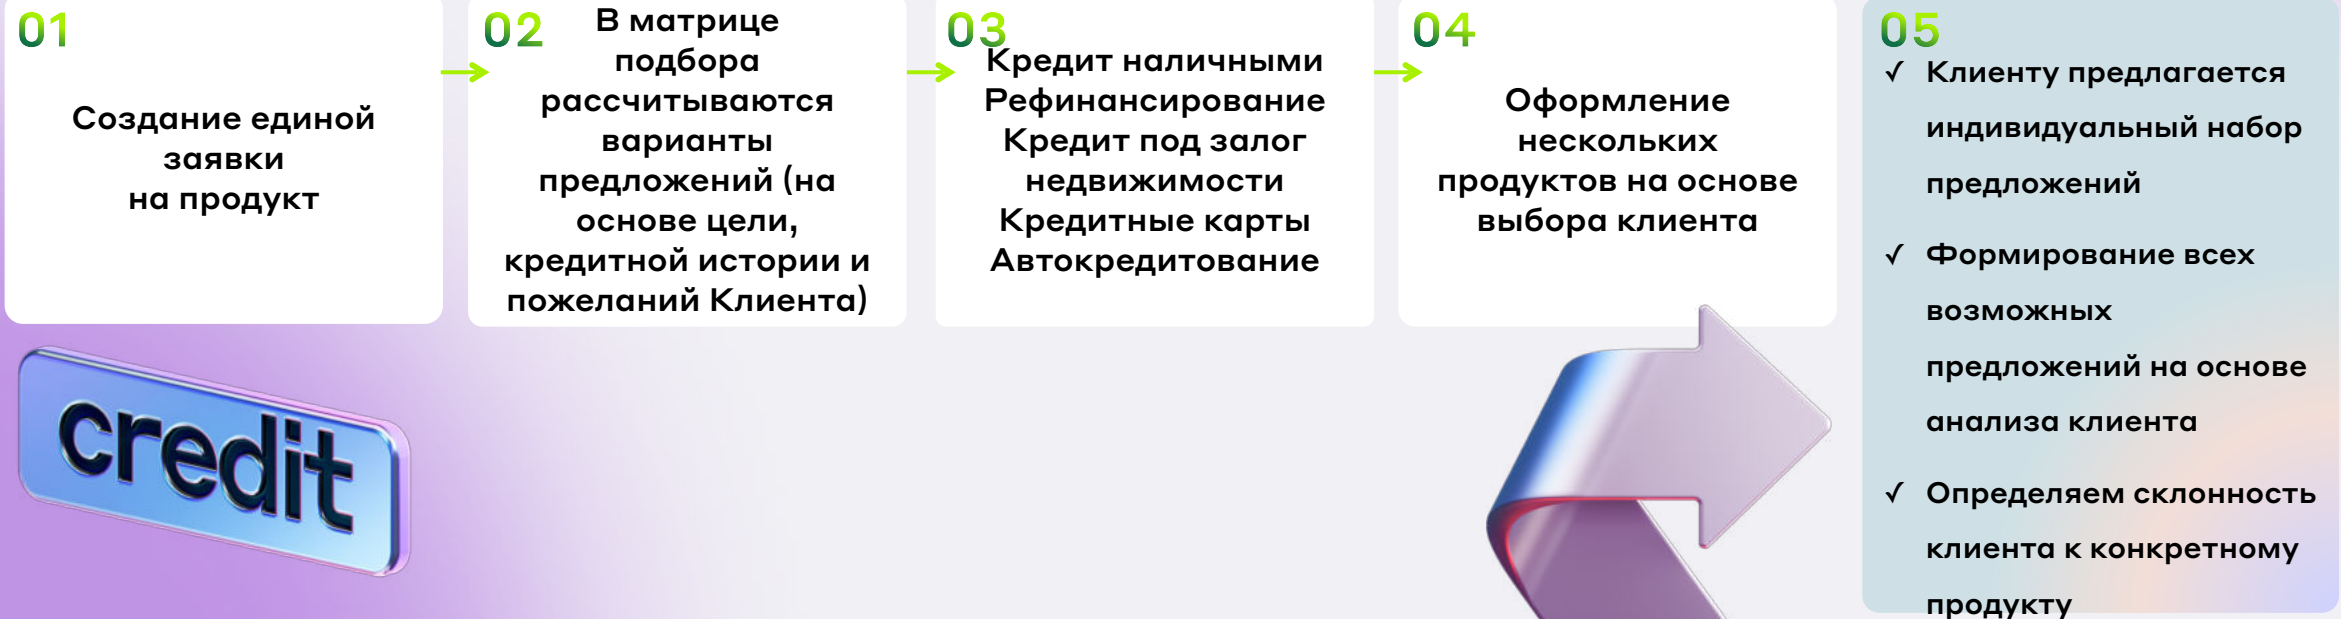 01
Создание единой
заявки
на продукт
02
В матрице
подбора
рассчитываются
варианты
предложений (на
основе цели,
кредитной истории и
пожеланий Клиента)
03
Кредит наличными
Рефинансирование
Кредит под залог
недвижимости
Кредитные карты
Автокредитование
04
Оформление
нескольких
продуктов на основе
выбора клиента
05
✓ Клиенту предлагается
индивидуальный набор
предложений
✓ Формирование всех
возможных
предложений на основе
анализа клиента
✓ Определяем склонность
клиента к конкретному
продукту
credit